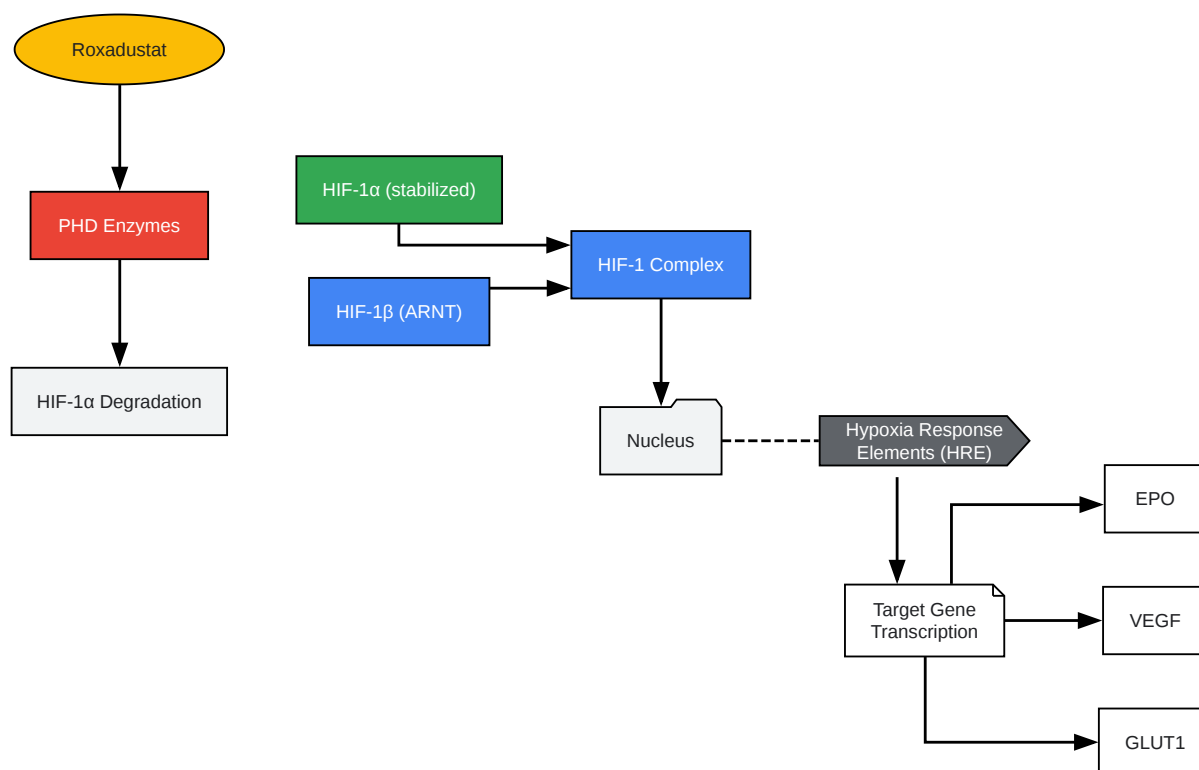 Roxadustat
PHD Enzymes
HIF-1α Degradation
HIF-1α (stabilized)
HIF-1β (ARNT)
HIF-1 Complex
Nucleus
Hypoxia Response
Elements (HRE)
Target Gene
Transcription
EPO
VEGF
GLUT1